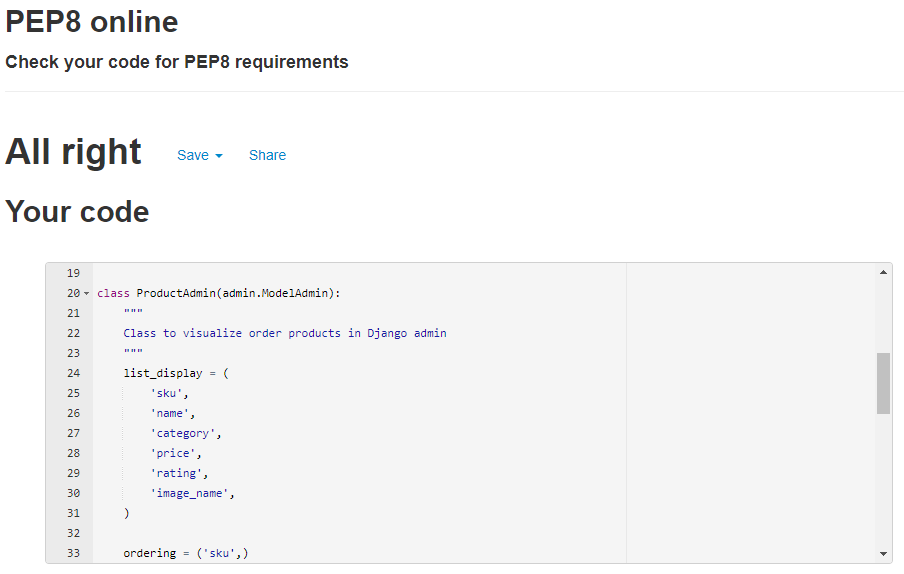 PEP8 online
Check your code for PEP8 requirements
All right Save Share
Your code
19
20 class ProductAdmin(admin.ModelAdmin):
21     """
22     Class to visualize order products in Django admin
23     """
24     list_display = (
25         'sku',
26         'name',
27         'category',
28         'price',
29         'rating',
30         'image_name',
31     )
32
33     ordering = ('sku',)